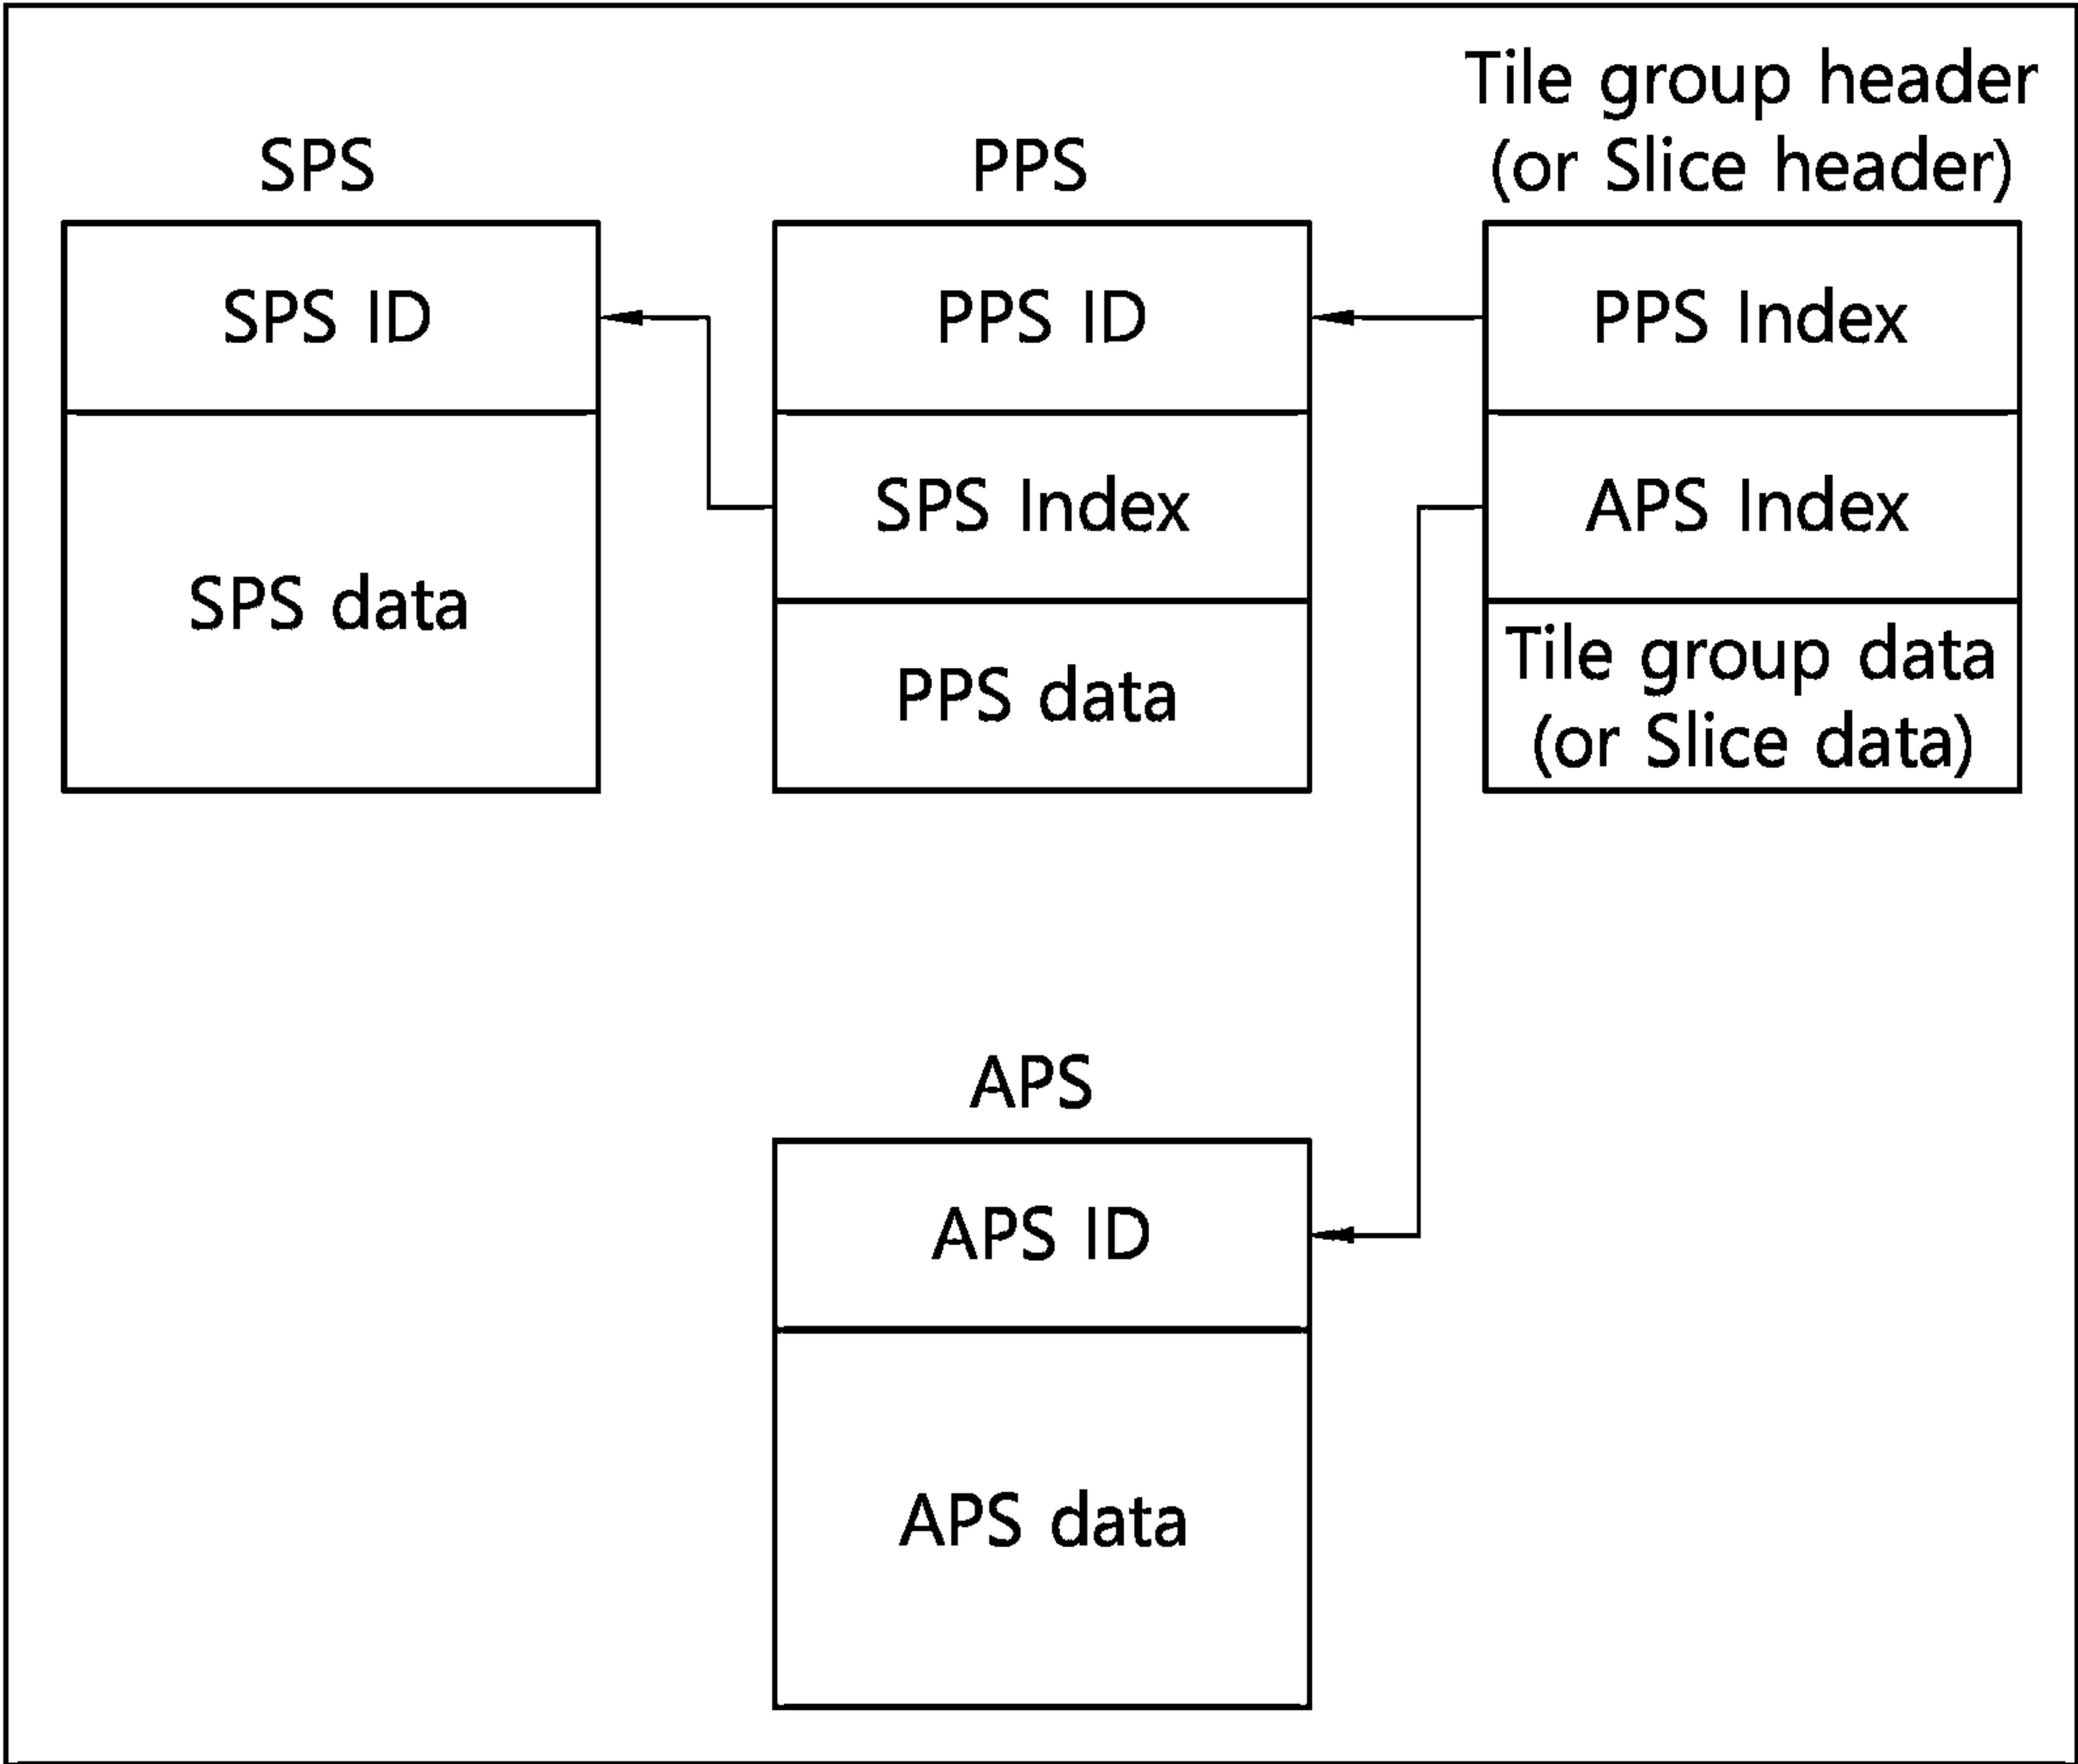 SPS
SPS ID
SPS data
PPS
PPS ID
SPS Index
PPS data
Tile group header
(or Slice header)
PPS Index
APS Index
Tile group data
(or Slice data)
APS
APS ID
APS data